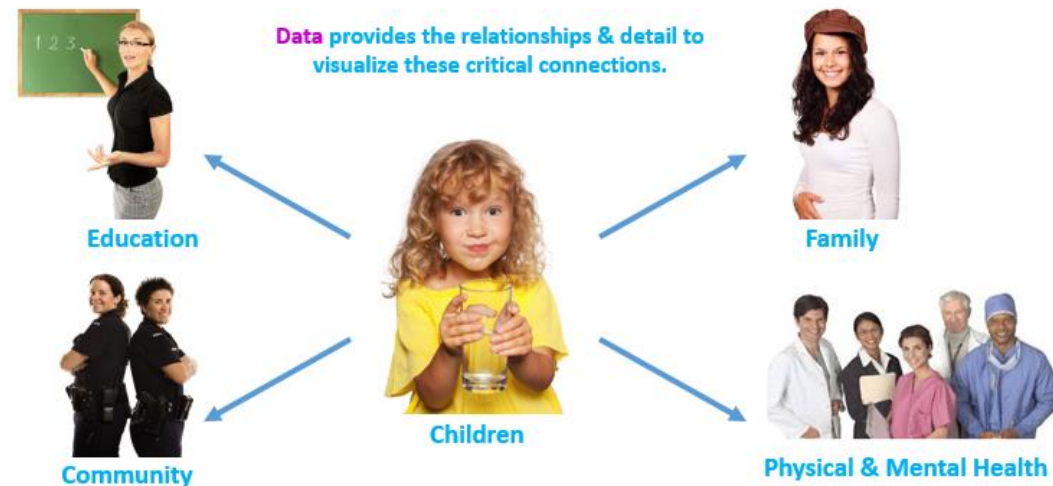 Data provides the relationships & detail to
visualize these critical connections.
1 2 3
Education
Family
Children
Community
Physical & Mental Health